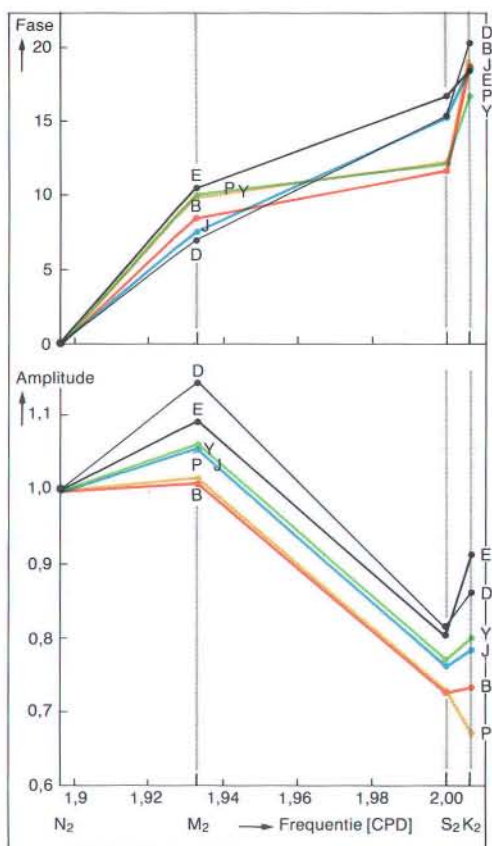 Fase
20
15
10
5
0
D
B
J
E
P
Y
E
P Y
B
J
D
Amplitude
1,1
1,0
0,9
0,8
0,7
0,6
D
E
Y
P J
B
E
D
Y
J
B
P
1,9 1,92 1,94 1,96 1,98 2,00
N₂ M₂ Frequentie [CPD] S₂ K₂